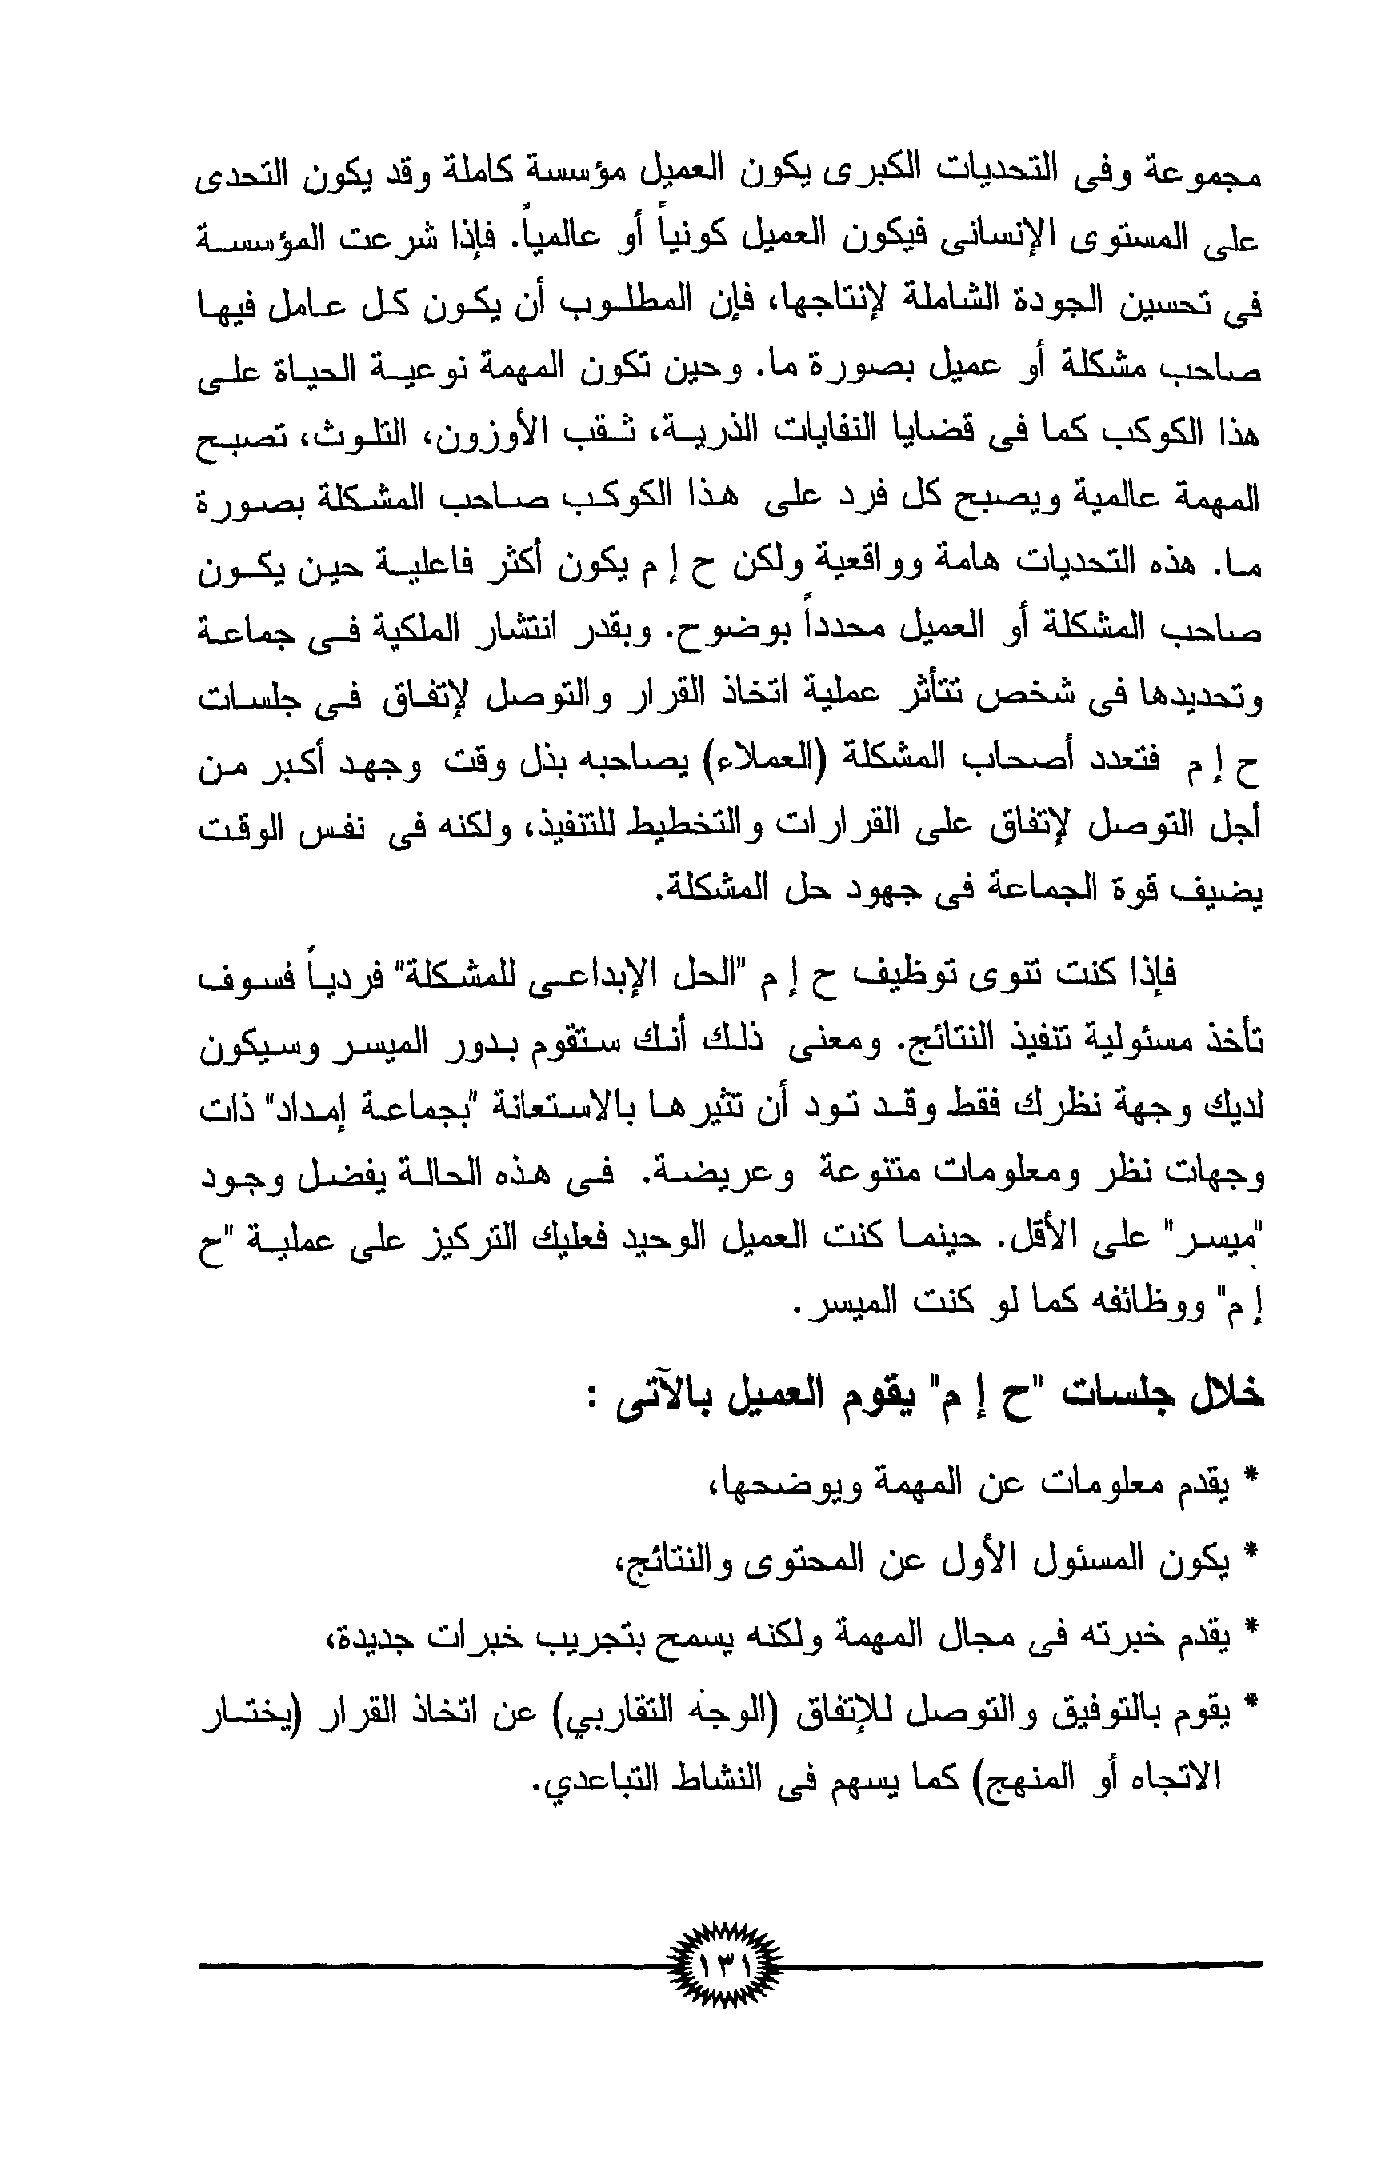 مجموعة وفى التحديات الكبرى يكون العميل مؤسسة كاملة وقد يكون التحدى
على المستوى الإنسانى فيكون العميل كونياً أو عالمياً. فإذا شرعت المؤسسة
فى تحسين الجودة الشاملة لإنتاجها، فإن المطلوب أن يكون كل عامل فيها
صاحب مشكلة أو عميل بصورة ما. وحين تكون المهمة نوعية الحياة على
هذا الكوكب كما فى قضايا النفايات الذرية، ثقب الأوزون، التلوث، تصبح
المهمة عالمية ويصبح كل فرد على هذا الكوكب صاحب المشكلة بصورة
ما. هذه التحديات هامة وواقعية ولكن ح إ م يكون أكثر فاعلية حين يكون
صاحب المشكلة أو العميل محدداً بوضوح. وبقدر انتشار الملكية فى جماعة
وتحديدها فى شخص تتأثر عملية اتخاذ القرار والتوصل لإتفاق فى جلسات
ح إ م فتعدد أصحاب المشكلة (العملاء) يصاحبه بذل وقت وجهد أكبر من
أجل التوصل لإتفاق على القرارات والتخطيط للتنفيذ، ولكنه فى نفس الوقت
يضيف قوة الجماعة فى جهود حل المشكلة.
فإذا كنت تنوى توظيف ح إ م "الحل الإبداعى للمشكلة" فردياً فسوف
تأخذ مسئولية تنفيذ النتائج. ومعنى ذلك أنك ستقوم بدور الميسر وسيكون
لديك وجهة نظرك فقط وقد تود أن تثيرها بالاستعانة "بجماعة إمداد" ذات
وجهات نظر ومعلومات متنوعة وعريضة. فى هذه الحالة يفضل وجود
"ميسر" على الأقل. حينما كنت العميل الوحيد فعليك التركيز على عملية "ح
إ م" ووظائفه كما لو كنت الميسر.
خلال جلسات "ح إ م" يقوم العميل بالآتى :
* يقدم معلومات عن المهمة ويوضحها،
* يكون المسئول الأول عن المحتوى والنتائج،
* يقدم خبرته فى مجال المهمة ولكنه يسمح بتجريب خبرات جديدة،
* يقوم بالتوفيق والتوصل للإتفاق (الوجه التقاربي) عن اتخاذ القرار (يختار
الاتجاه أو المنهج) كما يسهم فى النشاط التباعدي.
١٣١